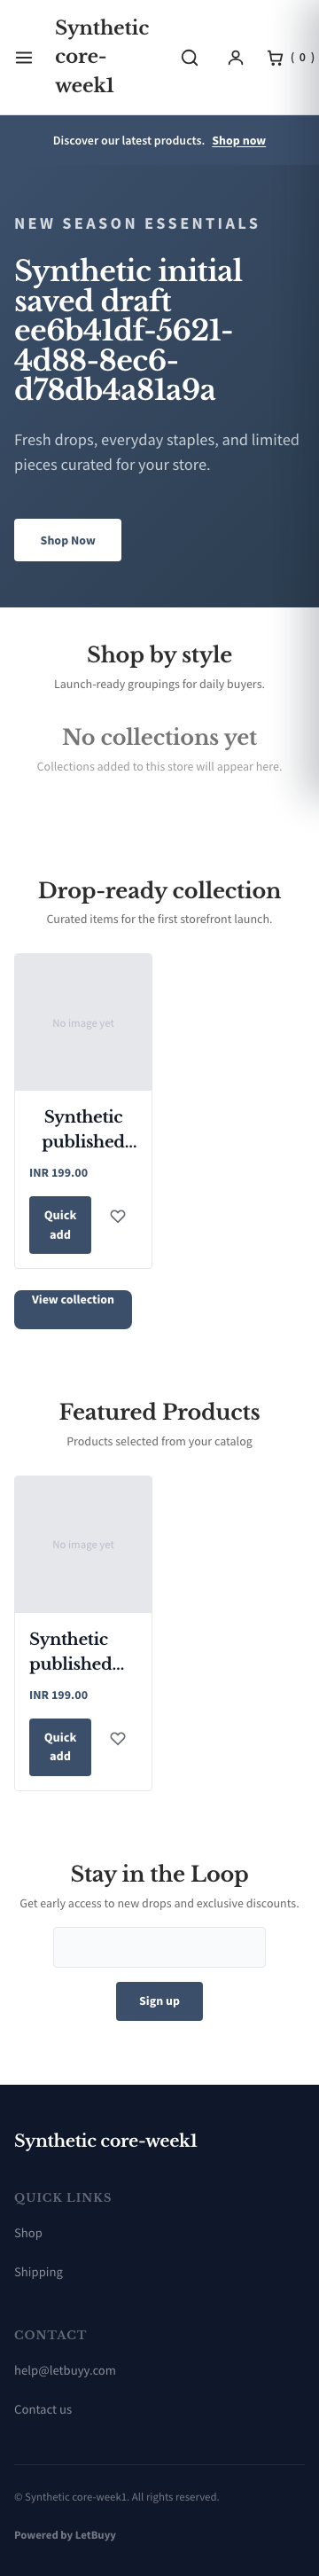 Synthetic
core-
week1
( 0 )
Discover our latest products. Shop now
NEW SEASON ESSENTIALS
Synthetic initial
saved draft
ee6b41df-5621-
4d88-8ec6-
d78db4a81a9a
Fresh drops, everyday staples, and limited
pieces curated for your store.
Shop Now
Shop by style
Launch-ready groupings for daily buyers.
No collections yet
Collections added to this store will appear here.
Drop-ready collection
Curated items for the first storefront launch.
No image yet
Synthetic
published...
INR 199.00
Quick
add
View collection
Featured Products
Products selected from your catalog
No image yet
Synthetic
published...
INR 199.00
Quick
add
Stay in the Loop
Get early access to new drops and exclusive discounts.
Sign up
Synthetic core-week1
QUICK LINKS
Shop
Shipping
CONTACT
help@letbuyy.com
Contact us
© Synthetic core-week1. All rights reserved.
Powered by LetBuyy